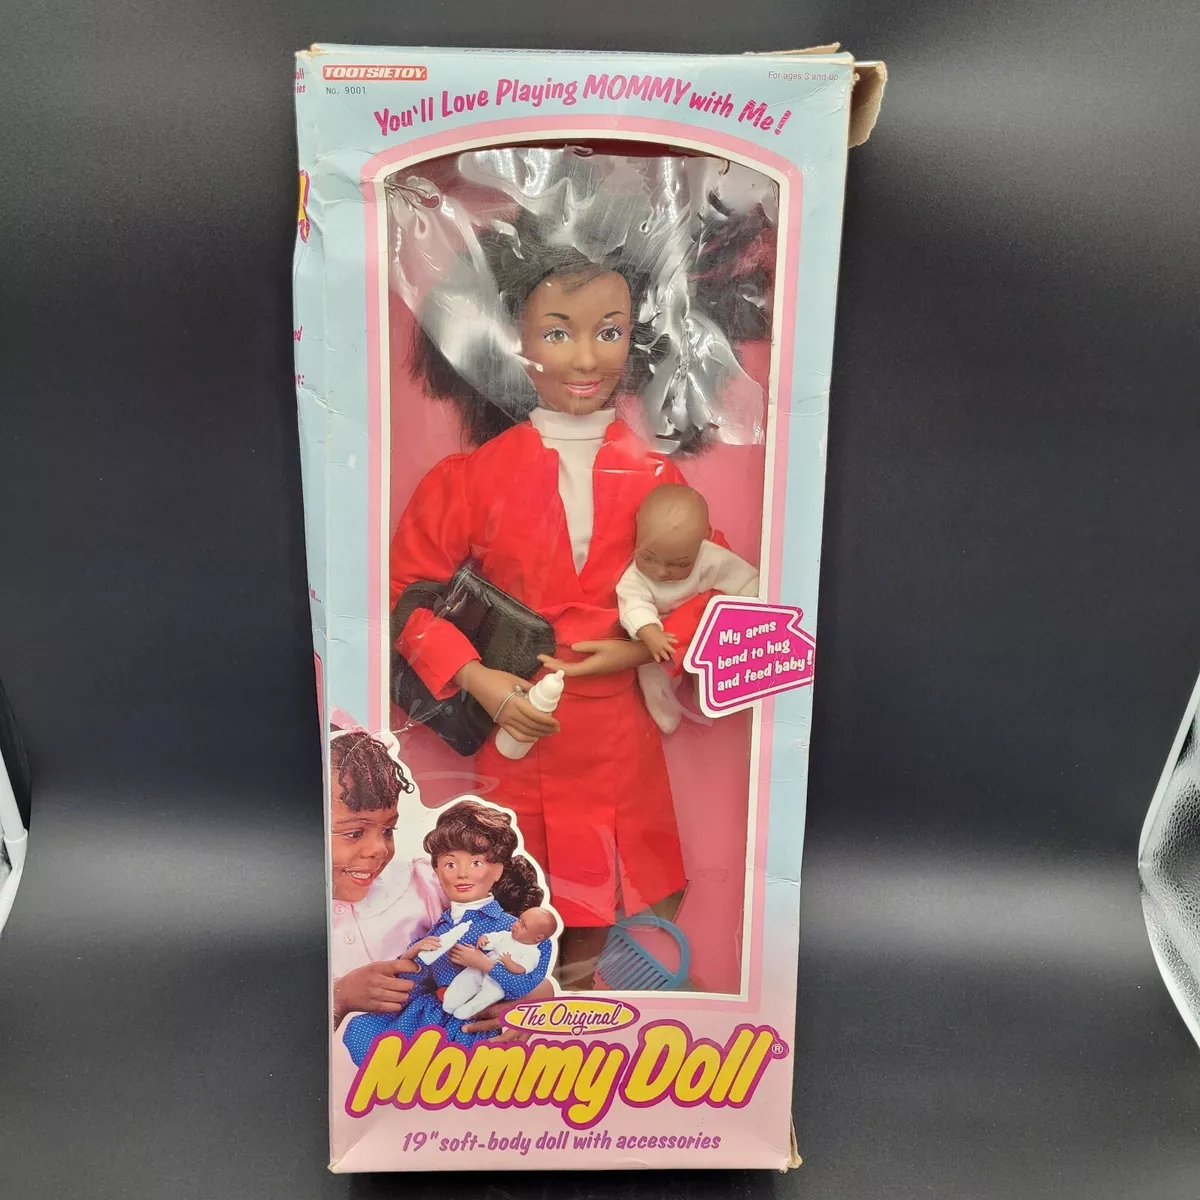 TOOTSIETOY
No. 9001
For ages 3 and up
You'll Love Playing MOMMY with Me!
My arms
bend to hug
and feed baby!
The Original
Mommy Doll®
19" soft-body doll with accessories